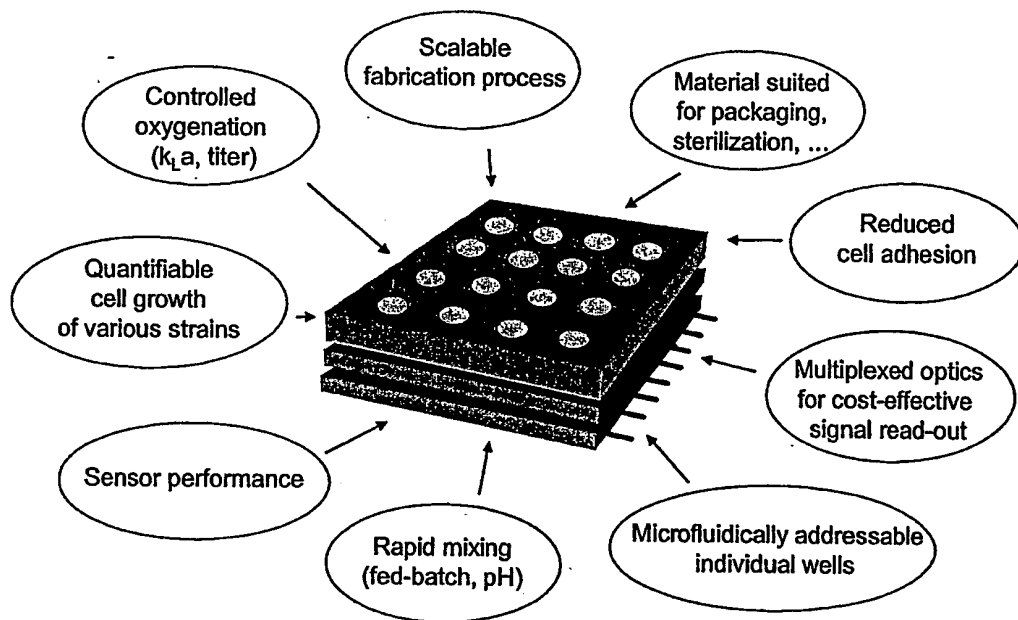 Scalable
fabrication process
Controlled
oxygenation
(kLa, titer)
Material suited
for packaging,
sterilization, ...
Reduced
cell adhesion
Quantifiable
cell growth
of various strains
Multiplexed optics
for cost-effective
signal read-out
Sensor performance
Rapid mixing
(fed-batch, pH)
Microfluidically addressable
individual wells